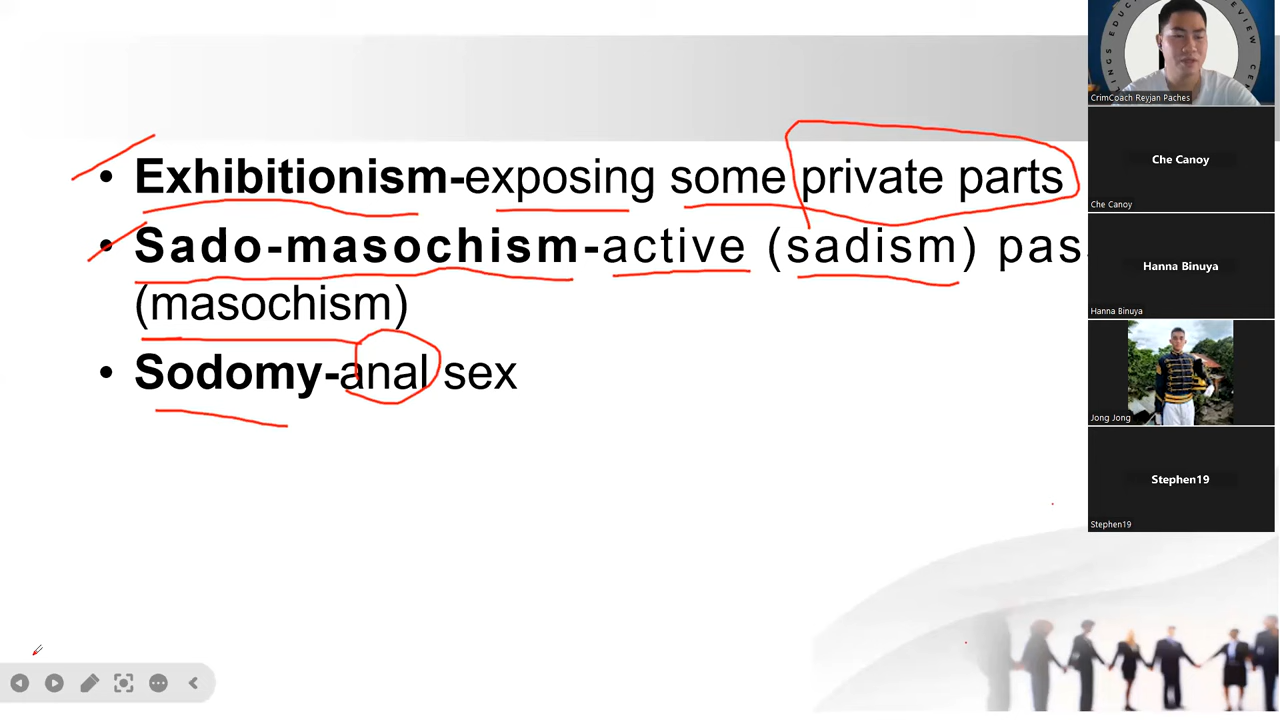 • Exhibitionism-exposing some private parts
• Sado-masochism-active (sadism) pas
(masochism)
• Sodomy-anal sex
CrimCoach Reyjan Paches
Che Canoy
Che Canoy
Hanna Binuya
Hanna Binuya
Jong Jong
Stephen19
Stephen19